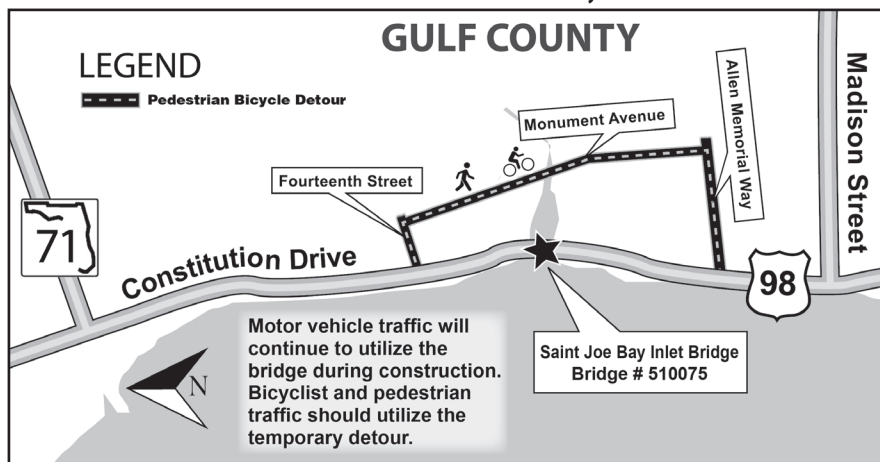 GULF COUNTY
LEGEND
Pedestrian Bicycle Detour
Monument Avenue
Allen Memorial Way
Madison Street
Fourteenth Street
71
Constitution Drive
98
Saint Joe Bay Inlet Bridge
Bridge # 510075
N
Motor vehicle traffic will
continue to utilize the
bridge during construction.
Bicyclist and pedestrian
traffic should utilize the
temporary detour.